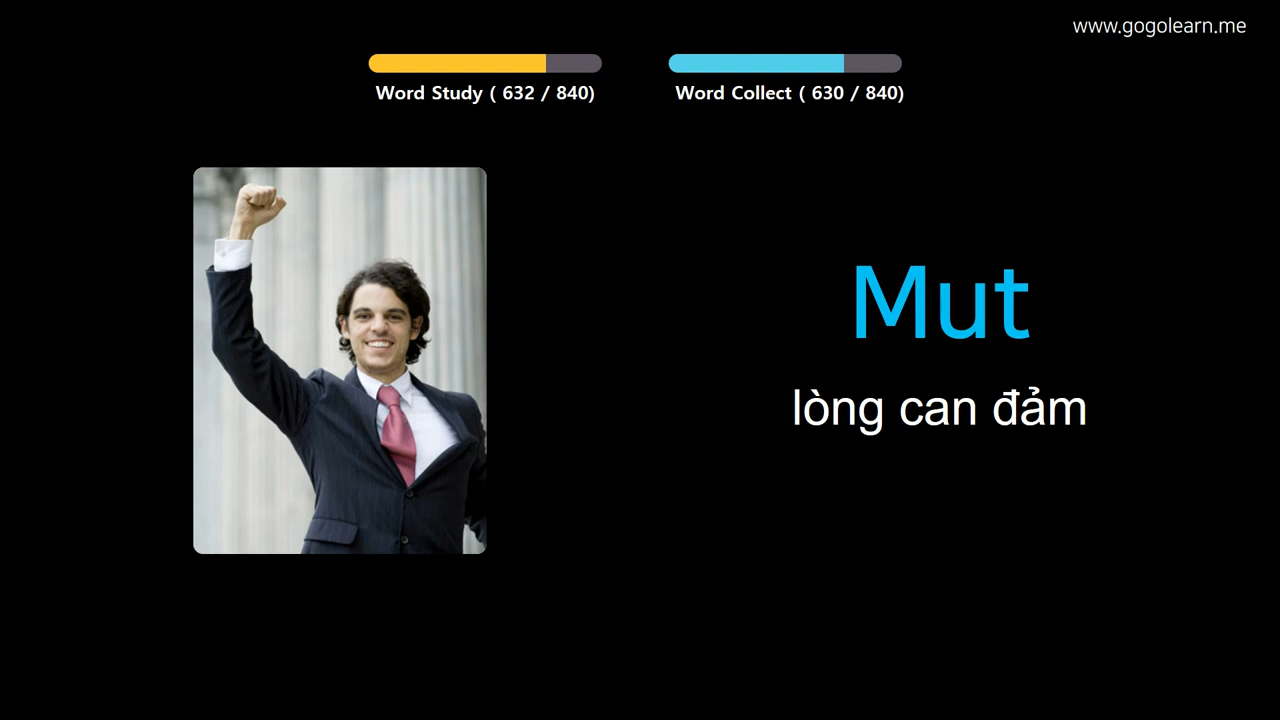 www.gogolearn.me
Word Study ( 632 / 840)
Word Collect ( 630 / 840)
Mut
lòng can đảm